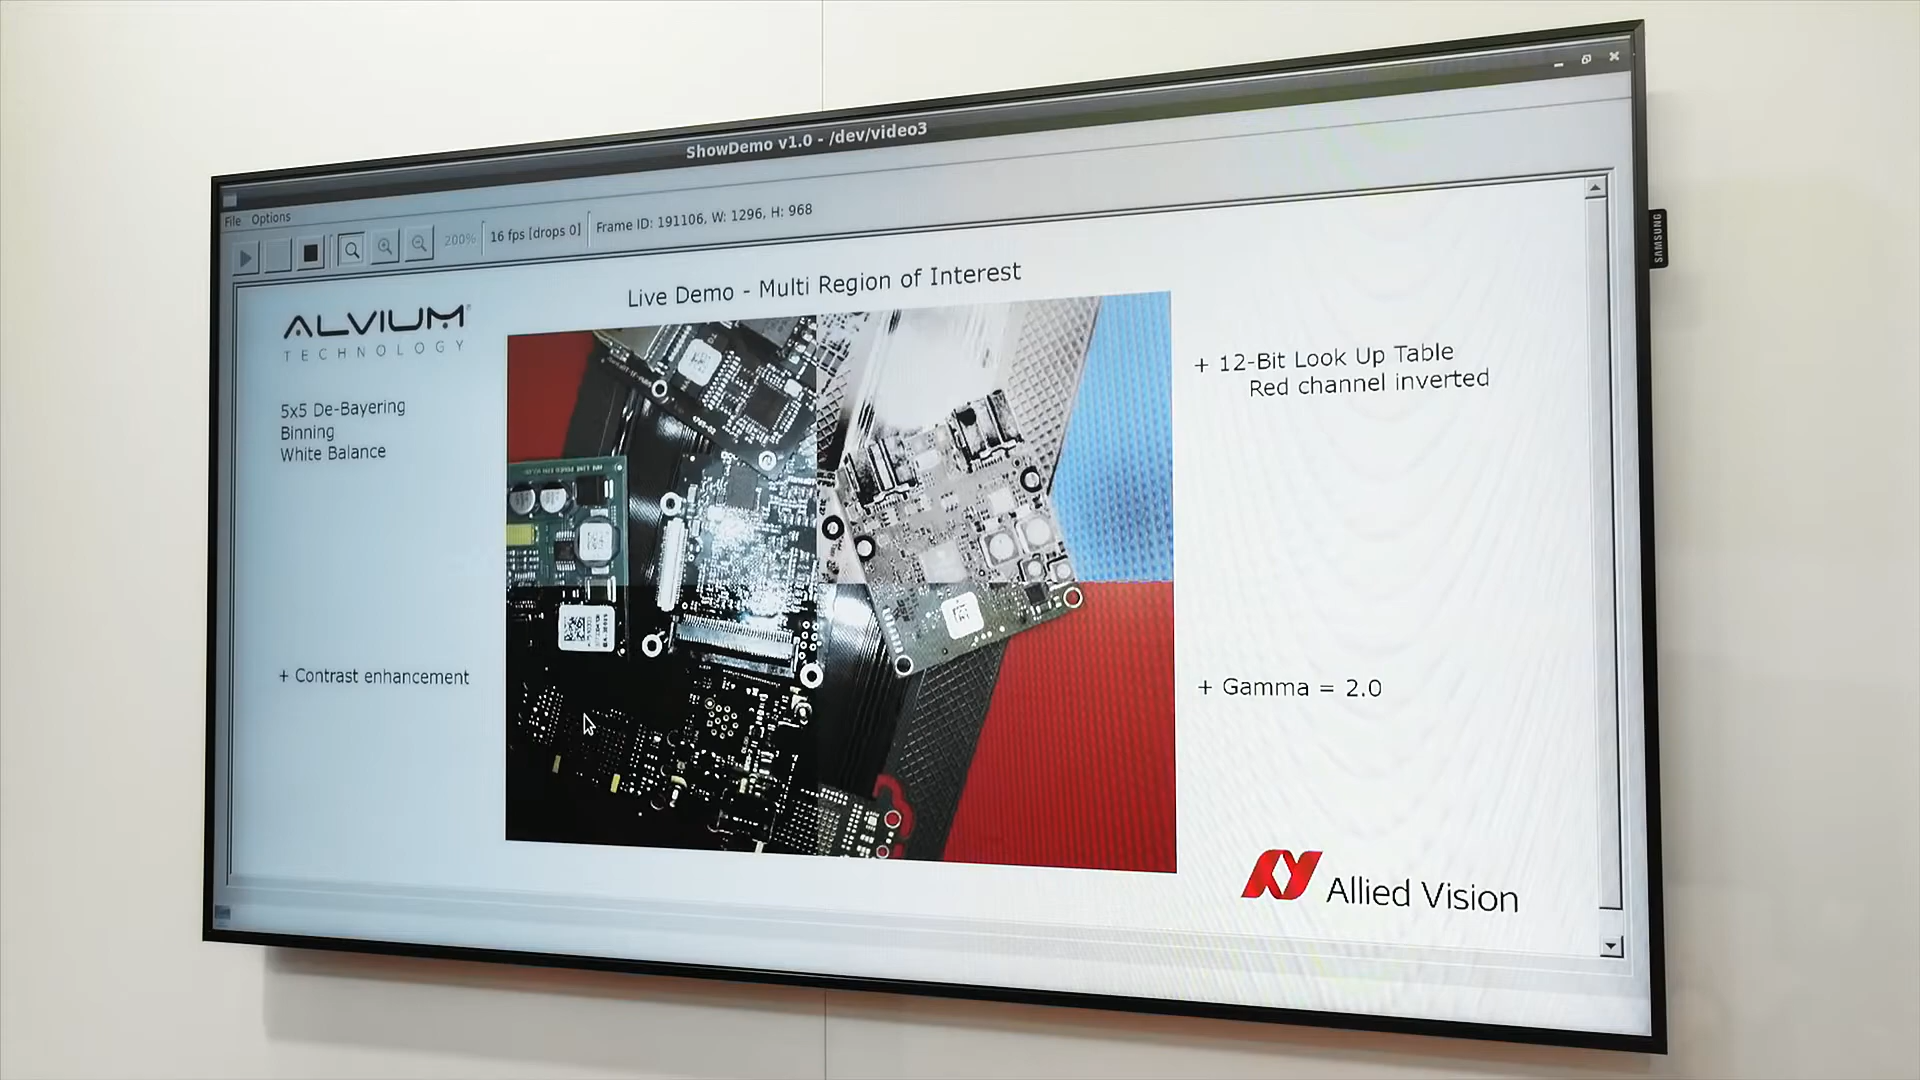 ShowDemo v1.0 - /dev/video3
File Options
200% 16 fps [drops 0] Frame ID: 191106, W: 1296, H: 968
SAMSUNG
Live Demo - Multi Region of Interest
ALVIUM®
TECHNOLOGY
5x5 De-Bayering
Binning
White Balance
+ 12-Bit Look Up Table
Red channel inverted
+ Contrast enhancement
+ Gamma = 2.0
Allied Vision